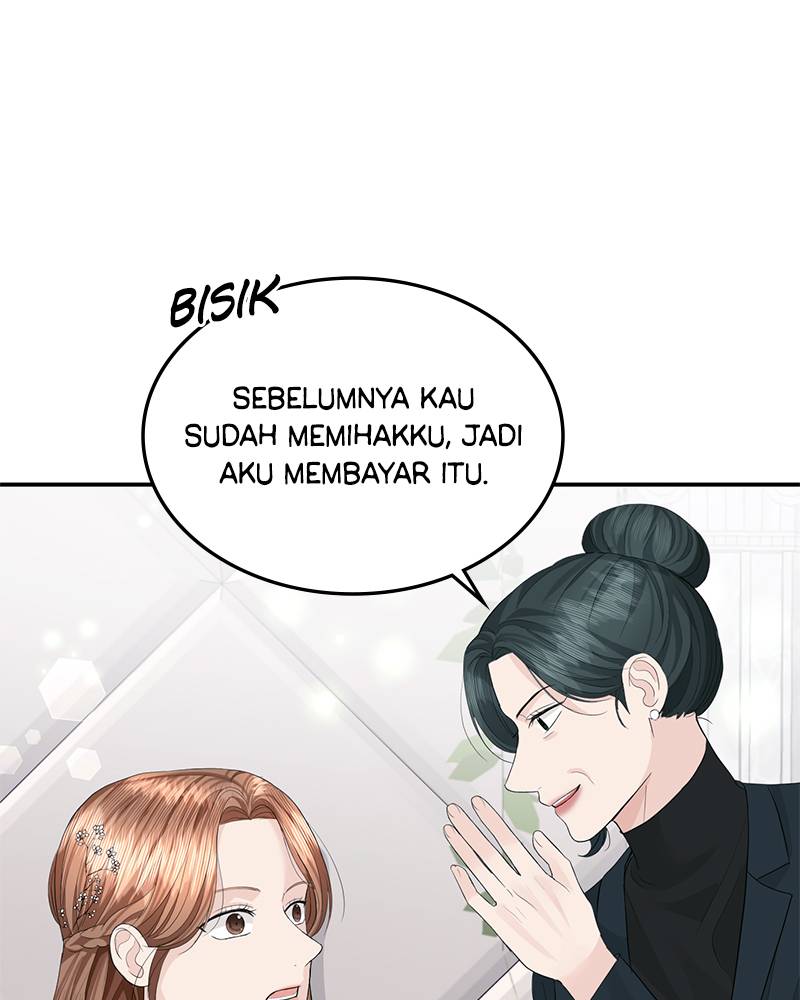 BISIK
SEBELUMNYA KAU
SUDAH MEMIHAKKU, JADI
AKU MEMBAYAR ITU.